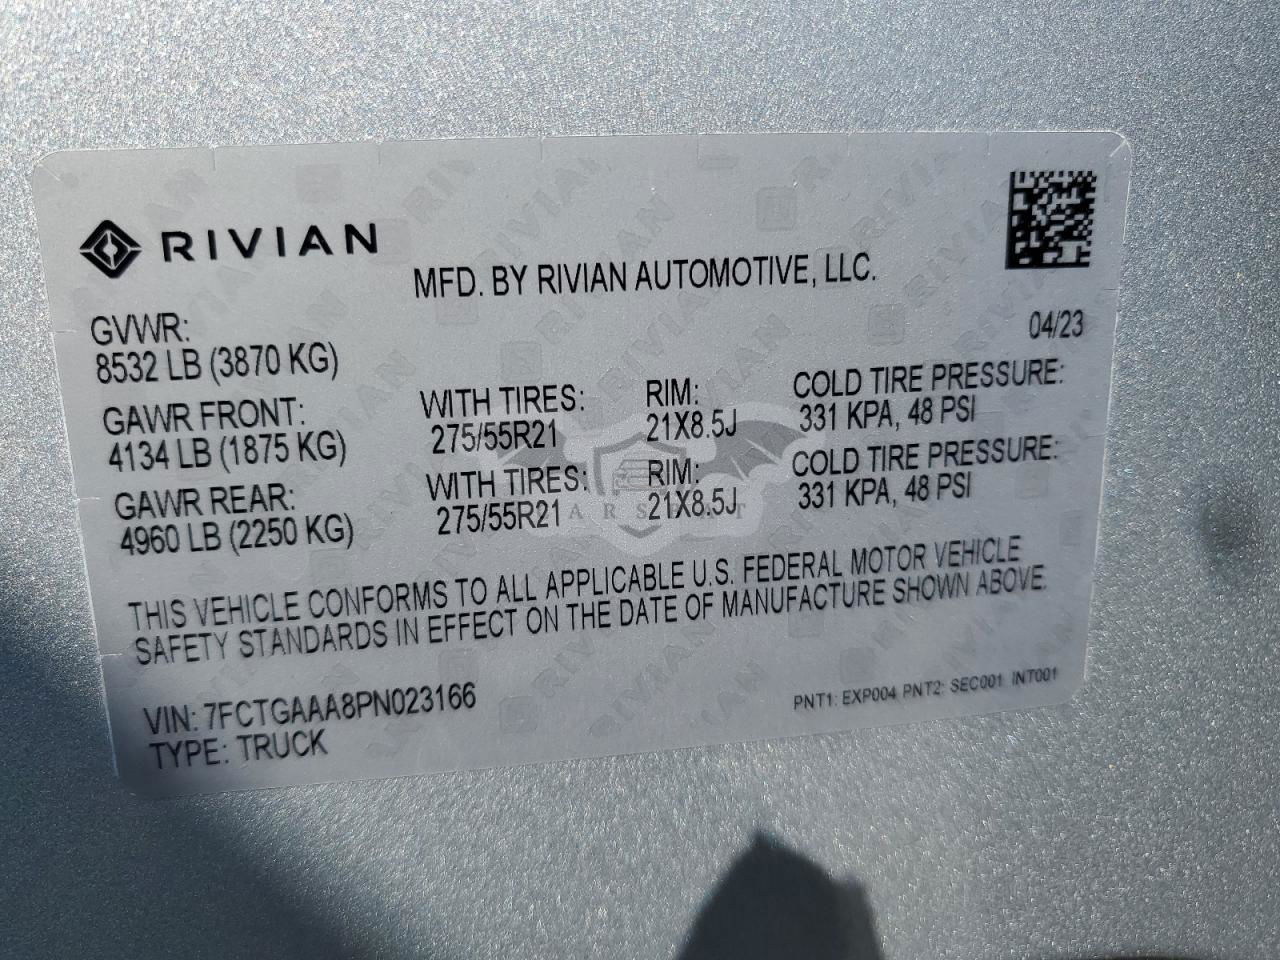 RIVIAN
MFD. BY RIVIAN AUTOMOTIVE, LLC.
04/23
GVWR:
8532 LB (3870 KG)
GAWR FRONT: WITH TIRES: RIM: COLD TIRE PRESSURE:
4134 LB (1875 KG) 275/55R21 21X8.5J 331 KPA, 48 PSI
GAWR REAR: WITH TIRES: RIM: COLD TIRE PRESSURE:
4960 LB (2250 KG) 275/55R21 21X8.5J 331 KPA, 48 PSI
THIS VEHICLE CONFORMS TO ALL APPLICABLE U.S. FEDERAL MOTOR VEHICLE
SAFETY STANDARDS IN EFFECT ON THE DATE OF MANUFACTURE SHOWN ABOVE.
VIN: 7FCTGAAA8PN023166
TYPE: TRUCK
PNT1: EXP004 PNT2: SEC001 INT001